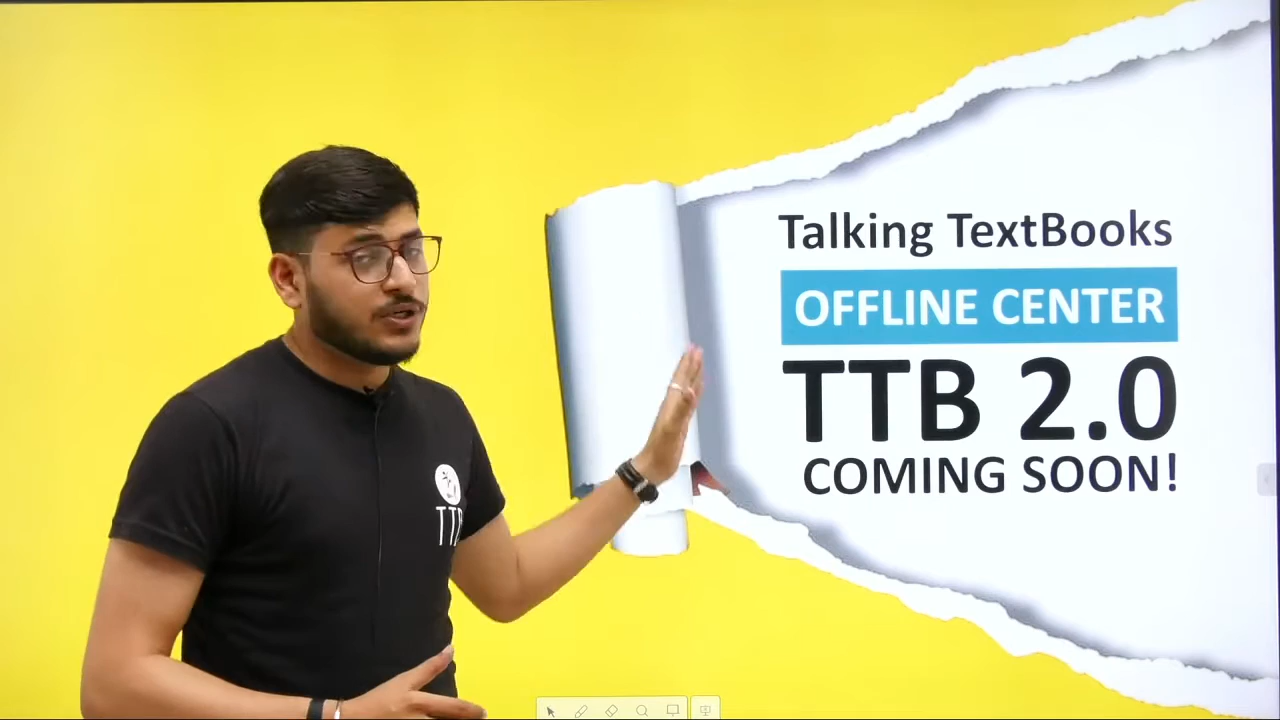 Talking TextBooks
OFFLINE CENTER
TTB 2.0
COMING SOON!
TTB